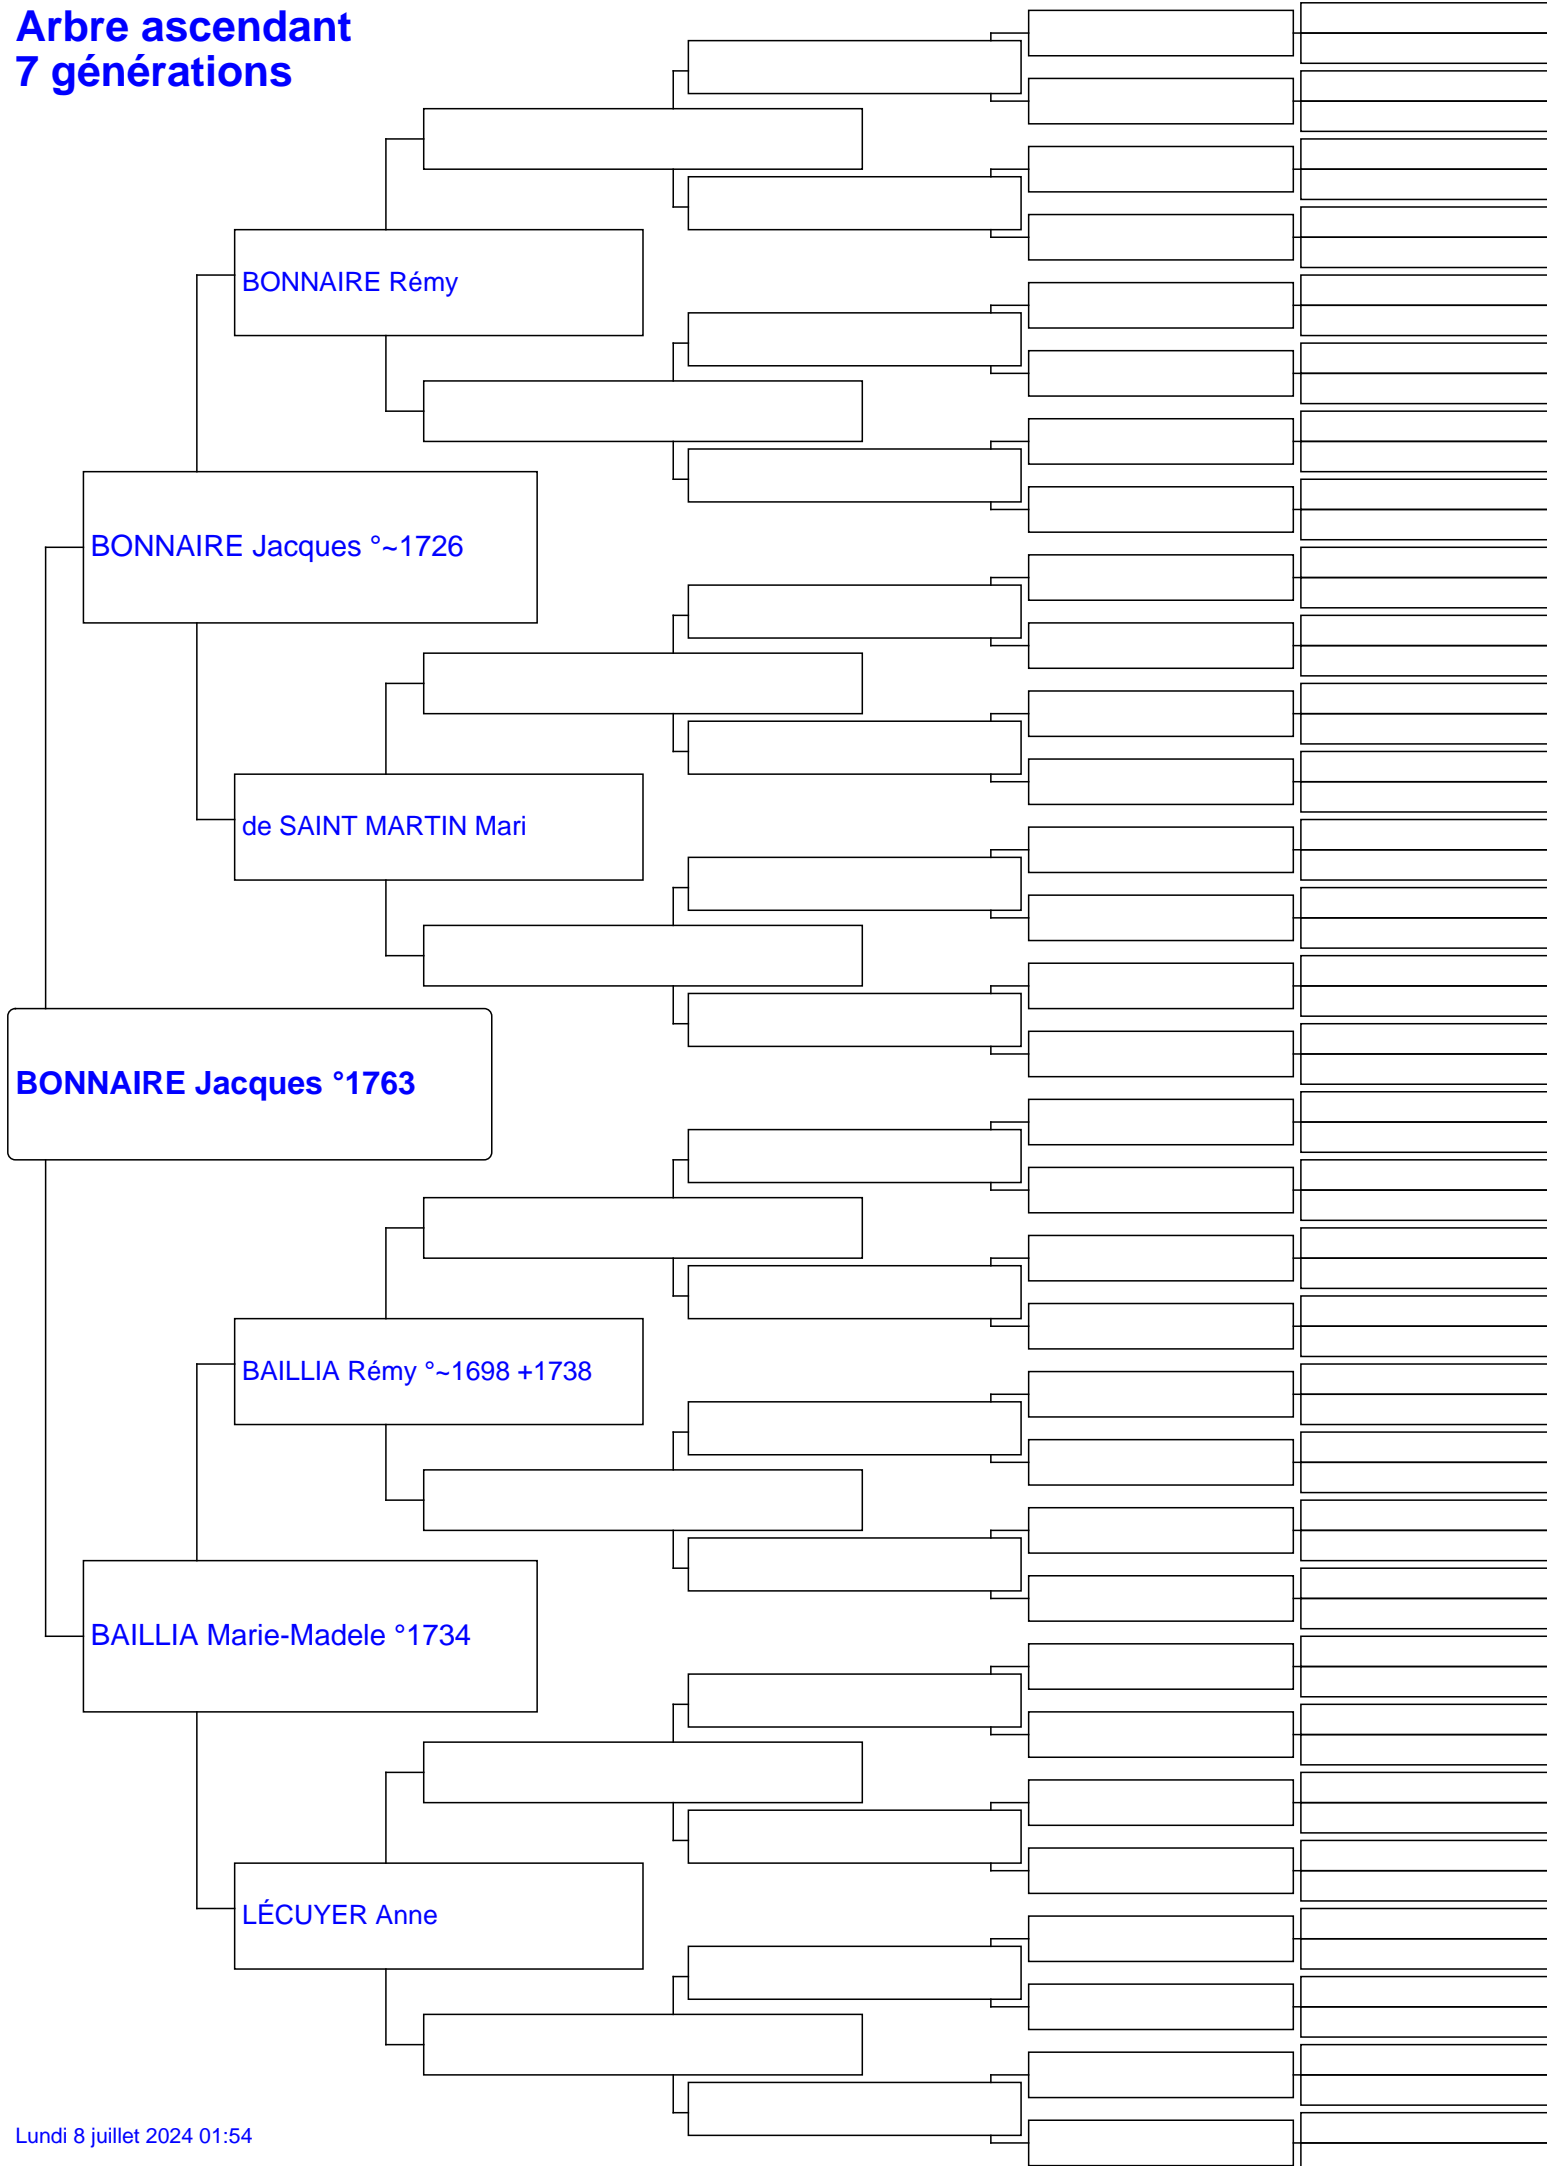 Arbre ascendant
7 générations
BONNAIRE Rémy
BONNAIRE Jacques °~1726
de SAINT MARTIN Mari
BONNAIRE Jacques °1763
BAILLIA Rémy °~1698 +1738
BAILLIA Marie-Madele °1734
LÉCUYER Anne
Lundi 8 juillet 2024 01:54